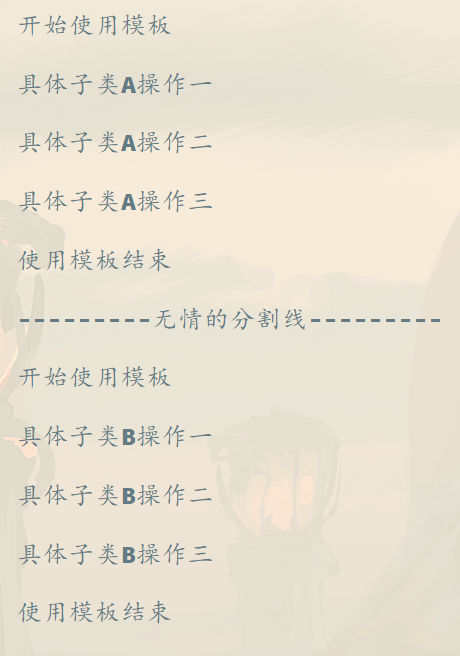 开始使用模板
具体子类A操作一
具体子类A操作二
具体子类A操作三
使用模板结束
---------无情的分割线---------
开始使用模板
具体子类B操作一
具体子类B操作二
具体子类B操作三
使用模板结束